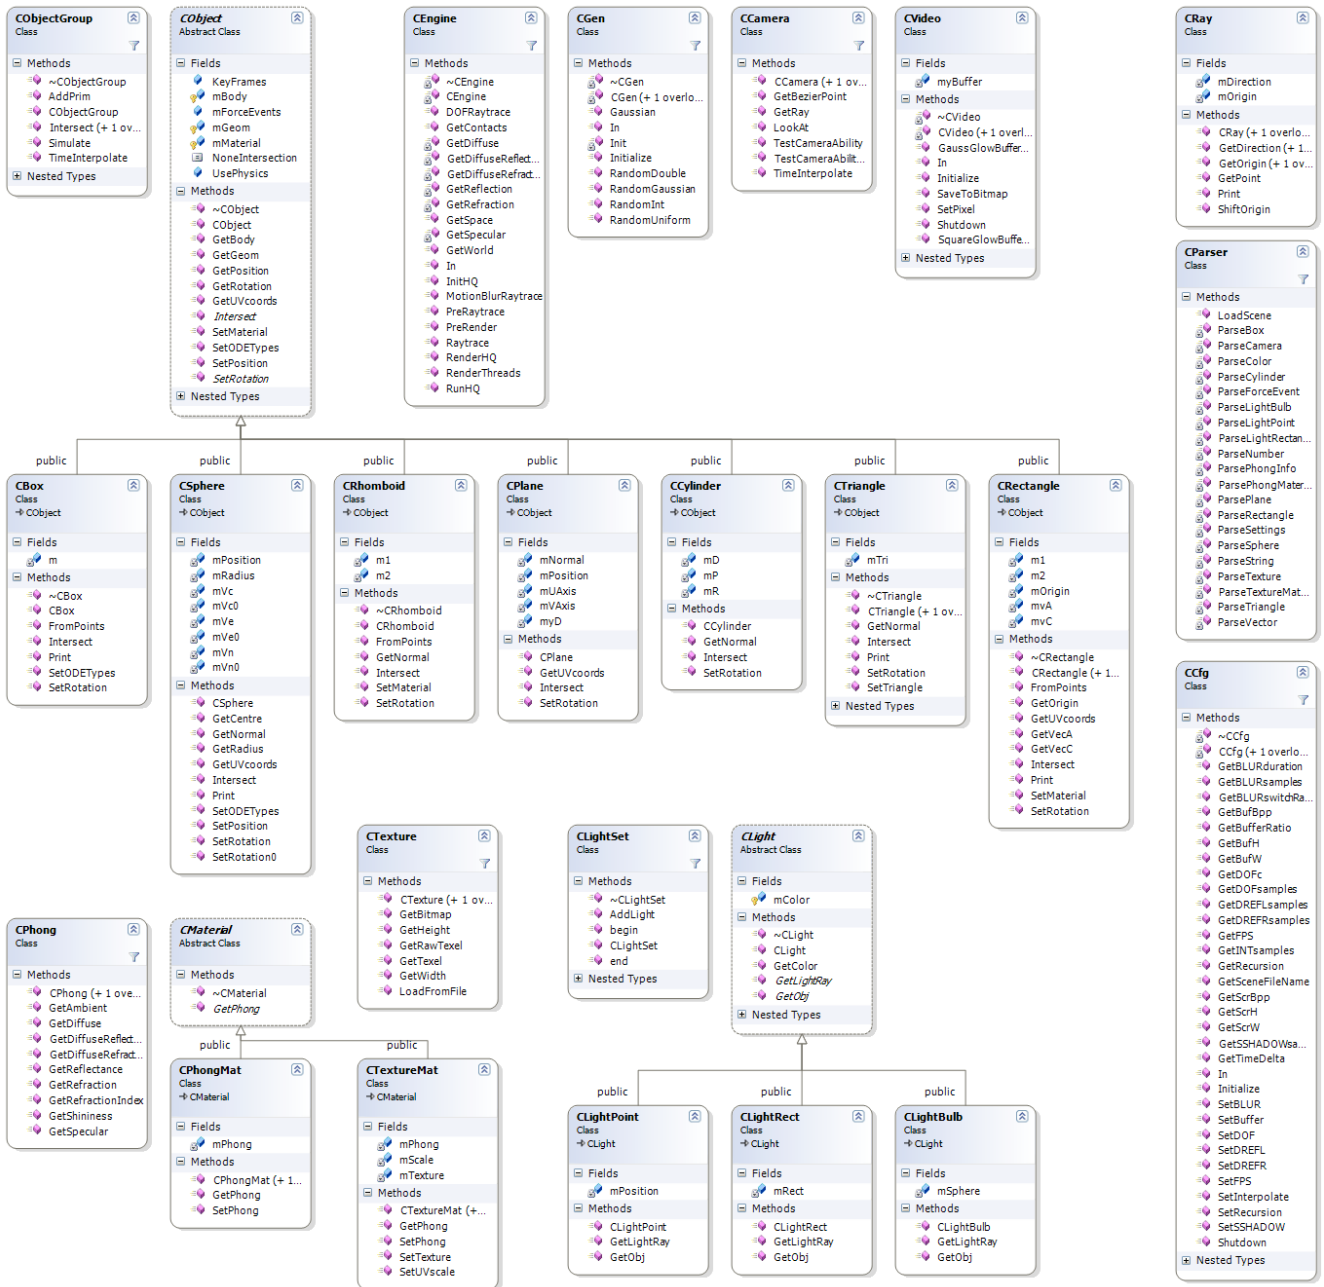 CObjectGroup
Class
Methods
~CObjectGroup
AddPrim
CObjectGroup
Intersect (+ 1 ov...
Simulate
TimeInterpolate
Nested Types
CObject
Abstract Class
Fields
KeyFrames
mBody
mForceEvents
mGeom
mMaterial
NoneIntersection
UsePhysics
Methods
~CObject
CObject
GetBody
GetGeom
GetPosition
GetRotation
GetUVcoords
Intersect
SetMaterial
SetODETypes
SetPosition
SetRotation
Nested Types
CEngine
Class
Methods
~CEngine
CEngine
DOFRaytrace
GetContacts
GetDiffuse
GetDiffuseReflect...
GetDiffuseRefract...
GetReflection
GetRefraction
GetSpace
GetSpecular
GetWorld
In
InitHQ
MotionBlurRaytrace
PreRaytrace
PreRender
Raytrace
RenderHQ
RenderThreads
RunHQ
CGen
Class
Methods
~CGen
CGen (+ 1 overlo...
Gaussian
In
Init
Initialize
RandomDouble
RandomGaussian
RandomInt
RandomUniform
CCamera
Class
Methods
CCamera (+ 1 ov...
GetBezierPoint
GetRay
LookAt
TestCameraAbility
TestCameraAbilit...
TimeInterpolate
CVideo
Class
Fields
myBuffer
Methods
~CVideo
CVideo (+ 1 overl...
GaussGlowBuffer...
In
Initialize
SaveToBitmap
SetPixel
Shutdown
SquareGlowBuffe...
Nested Types
CRay
Class
Fields
mDirection
mOrigin
Methods
CRay (+ 1 overlo...
GetDirection (+ 1...
GetOrigin (+ 1 ov...
GetPoint
Print
ShiftOrigin
CParser
Class
Methods
LoadScene
ParseBox
ParseCamera
ParseColor
ParseCylinder
ParseForceEvent
ParseLightBulb
ParseLightPoint
ParseLightRectan...
ParseNumber
ParsePhongInfo
ParsePhongMater...
ParsePlane
ParseRectangle
ParseSettings
ParseSphere
ParseString
ParseTexture
ParseTextureMat...
ParseTriangle
ParseVector
public
public
public
public
public
public
public
CBox
Class
CObject
Fields
m
Methods
~CBox
CBox
FromPoints
Intersect
Print
SetODETypes
SetRotation
CSphere
Class
CObject
Fields
mPosition
mRadius
mVc
mVc0
mVe
mVe0
mVn
mVn0
Methods
CSphere
GetCentre
GetNormal
GetRadius
GetUVcoords
Intersect
Print
SetODETypes
SetPosition
SetRotation
SetRotation0
CRhomboid
Class
CObject
Fields
m1
m2
Methods
~CRhomboid
CRhomboid
FromPoints
GetNormal
Intersect
SetMaterial
SetRotation
CPlane
Class
CObject
Fields
mNormal
mPosition
mUAxis
mVAxis
myD
Methods
CPlane
GetUVcoords
Intersect
SetRotation
CCylinder
Class
CObject
Fields
mD
mP
mR
Methods
CCylinder
GetNormal
Intersect
SetRotation
CTriangle
Class
CObject
Fields
mTri
Methods
~CTriangle
CTriangle (+ 1 ov...
GetNormal
Intersect
Print
SetRotation
SetTriangle
Nested Types
CRectangle
Class
CObject
Fields
m1
m2
mOrigin
mvA
mvC
Methods
~CRectangle
CRectangle (+ 1...
FromPoints
GetOrigin
GetUVcoords
GetVecA
GetVecC
Intersect
Print
SetMaterial
SetRotation
CCfg
Class
Methods
~CCfg
CCfg (+ 1 overlo...
GetBLURduration
GetBLURsamples
GetBLURswitchRa...
GetBufBpp
GetBufferRatio
GetBufH
GetBufW
GetDOFc
GetDOFsamples
GetDREFLsamples
GetDREFRsamples
GetFPS
GetINTsamples
GetRecursion
GetSceneFileName
GetScrBpp
GetScrH
GetScrW
GetSSHADOWsa...
GetTimeDelta
In
Initialize
SetBLUR
SetBuffer
SetDOF
SetDREFL
SetDREFR
SetFPS
SetInterpolate
SetRecursion
SetSSHADOW
Shutdown
Nested Types
CTexture
Class
Methods
CTexture (+ 1 ov...
GetBitmap
GetHeight
GetRawTexel
GetTexel
GetWidth
LoadFromFile
CLightSet
Class
Methods
~CLightSet
AddLight
begin
CLightSet
end
Nested Types
CLight
Abstract Class
Fields
mColor
Methods
~CLight
CLight
GetColor
GetLightRay
GetObj
Nested Types
CPhong
Class
Methods
CPhong (+ 1 ove...
GetAmbient
GetDiffuse
GetDiffuseReflect...
GetDiffuseRefract...
GetReflectance
GetRefraction
GetRefractionIndex
GetShininess
GetSpecular
CMaterial
Abstract Class
Methods
~CMaterial
GetPhong
public
public
CPhongMat
Class
CMaterial
Fields
mPhong
Methods
CPhongMat (+ 1...
GetPhong
SetPhong
CTextureMat
Class
CMaterial
Fields
mPhong
mScale
mTexture
Methods
CTextureMat (+...
GetPhong
SetPhong
SetTexture
SetUVscale
public
public
public
CLightPoint
Class
CLight
Fields
mPosition
Methods
CLightPoint
GetLightRay
GetObj
CLightRect
Class
CLight
Fields
mRect
Methods
CLightRect
GetLightRay
GetObj
CLightBulb
Class
CLight
Fields
mSphere
Methods
CLightBulb
GetLightRay
GetObj